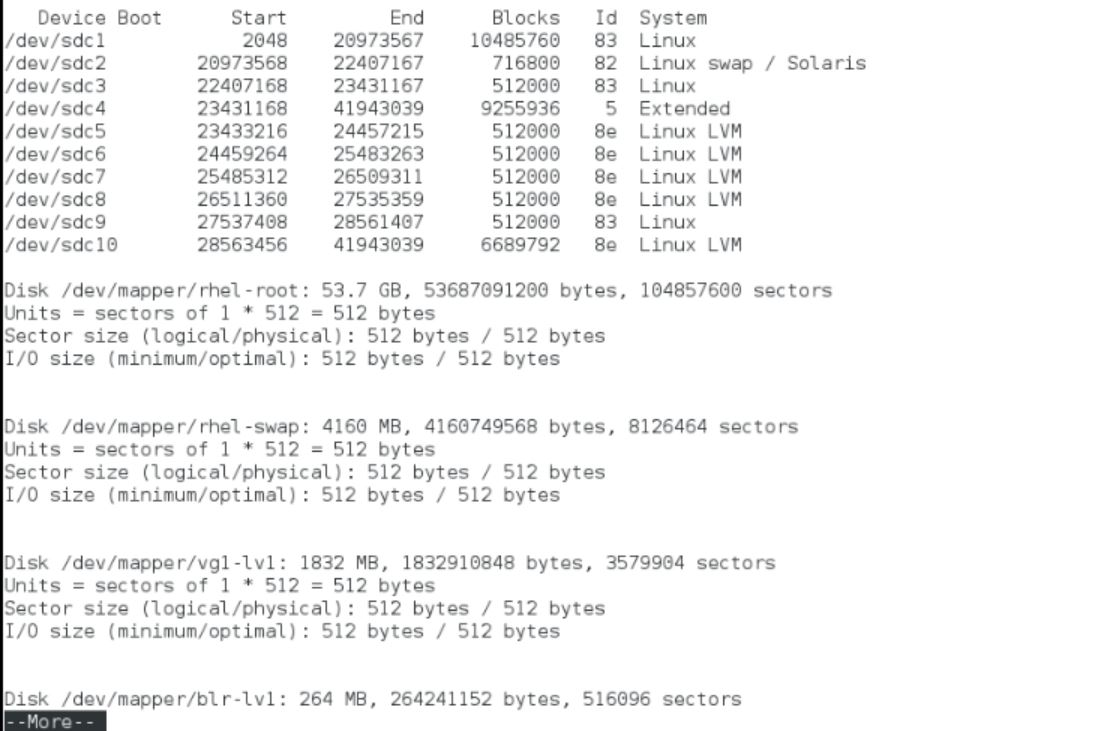 Device Boot      Start         End      Blocks   Id  System
/dev/sdc1            2048    20973567    10485760   83  Linux
/dev/sdc2        20973568    22407167      716800   82  Linux swap / Solaris
/dev/sdc3        22407168    23431167      512000   83  Linux
/dev/sdc4        23431168    41943039     9255936    5  Extended
/dev/sdc5        23433216    24457215      512000   8e  Linux LVM
/dev/sdc6        24459264    25483263      512000   8e  Linux LVM
/dev/sdc7        25485312    26509311      512000   8e  Linux LVM
/dev/sdc8        26511360    27535359      512000   8e  Linux LVM
/dev/sdc9        27537408    28561407      512000   83  Linux
/dev/sdc10       28563456    41943039     6689792   8e  Linux LVM
Disk /dev/mapper/rhel-root: 53.7 GB, 53687091200 bytes, 104857600 sectors
Units = sectors of 1 * 512 = 512 bytes
Sector size (logical/physical): 512 bytes / 512 bytes
I/O size (minimum/optimal): 512 bytes / 512 bytes
Disk /dev/mapper/rhel-swap: 4160 MB, 4160749568 bytes, 8126464 sectors
Units = sectors of 1 * 512 = 512 bytes
Sector size (logical/physical): 512 bytes / 512 bytes
I/O size (minimum/optimal): 512 bytes / 512 bytes
Disk /dev/mapper/vg1-lv1: 1832 MB, 1832910848 bytes, 3579904 sectors
Units = sectors of 1 * 512 = 512 bytes
Sector size (logical/physical): 512 bytes / 512 bytes
I/O size (minimum/optimal): 512 bytes / 512 bytes
Disk /dev/mapper/blr-lv1: 264 MB, 264241152 bytes, 516096 sectors
--More--